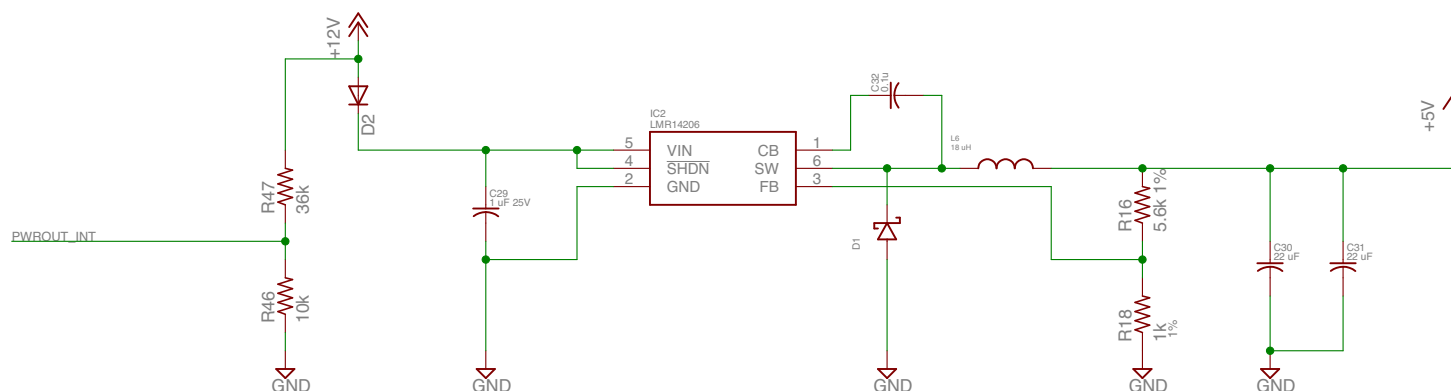 +12V
D2
R47
36k
PWROUT_INT
R46
10k
GND
C29
1 uF 25V
GND
IC2
LMR14206
5 VIN CB 1
4 SHDN SW 6
2 GND FB 3
C32
0.1u
D1
GND
L6
18 uH
R16
5.6k 1%
R18
1k
1%
GND
C30
22 uF
C31
22 uF
GND
+5V